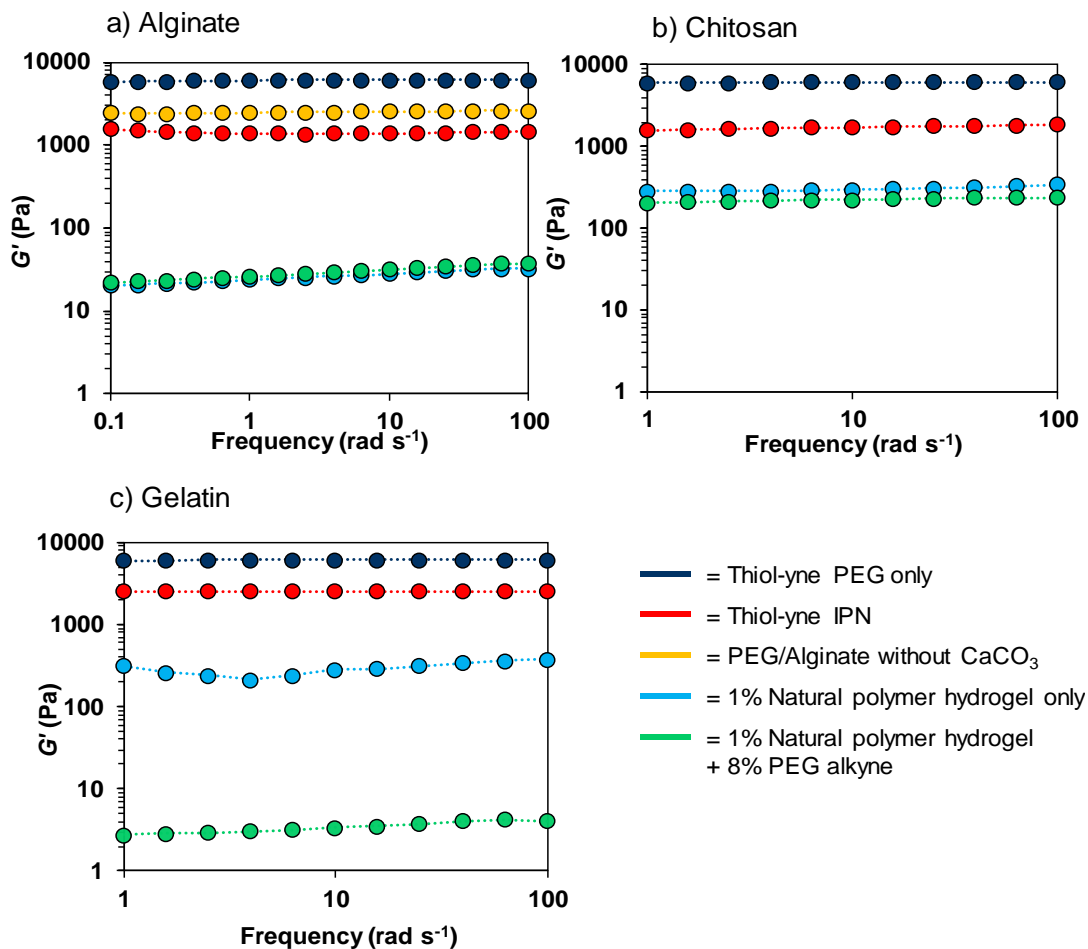 a) Alginate
10000
1000
100
10
1
G′ (Pa)
0.1
1
10
100
Frequency (rad s⁻¹)
b) Chitosan
10000
1000
100
10
1
G′ (Pa)
1
10
100
Frequency (rad s⁻¹)
c) Gelatin
10000
1000
100
10
1
G′ (Pa)
1
10
100
Frequency (rad s⁻¹)
= Thiol-yne PEG only
= Thiol-yne IPN
= PEG/Alginate without CaCO₃
= 1% Natural polymer hydrogel only
= 1% Natural polymer hydrogel
+ 8% PEG alkyne